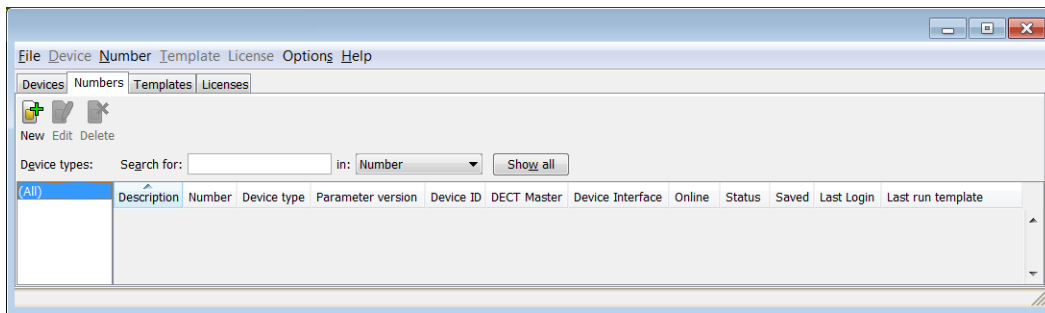 File Device Number Template License Options Help
Devices Numbers Templates Licenses
New Edit Delete
Device types: Search for: in: Number Show all
(All) Description Number Device type Parameter version Device ID DECT Master Device Interface Online Status Saved Last Login Last run template